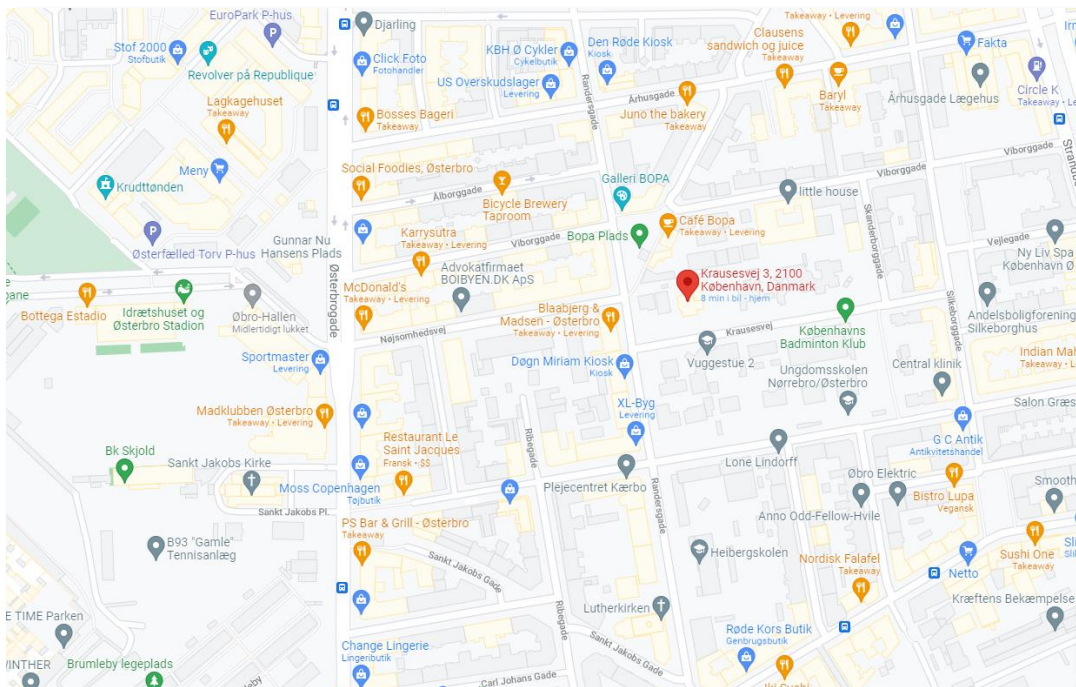 EuroPark P-hus
Djarling
Stof 2000
Stofbutik
Click Foto
Fotohandler
KBH Ø Cykler
Cykelbutik
Den Røde Kiosk
Kiosk
Clausens
sandwich og juice
Takeaway
Takeaway • Levering
Fakta
Revolver på Republique
US Overskudslager
Levering
Randersgade
Århusgade
Baryl
Takeaway
Århusgade Lægehus
Circle K
Takeaway • Le
Lagkagehuset
Takeaway
Bosses Bageri
Takeaway
Juno the bakery
Takeaway
Viborggade
Meny
Social Foodies, Østerbro
Ålborggade
Galleri BOPA
little house
Viborggade
Krudttønden
Bicycle Brewery
Taproom
Karrysutra
Takeaway • Levering
Viborggade
Bopa Plads
Café Bopa
Takeaway • Levering
Skanderborggade
Vejlegade
Ny Liv Spa
København Ø
Østerfælled Torv P-hus
Gunnar Nu
Hansens Plads
Østerbrogade
Advokatfirmaet
BOIBYEN.DK ApS
Krausesvej 3, 2100
København, Danmark
8 min i bil - hjem
Bottega Estadio
Idrætshuset og
Østerbro Stadion
Øbro-Hallen
Midlertidigt lukket
McDonald's
Takeaway • Levering
Blaabjerg &
Madsen - Østerbro
Takeaway • Levering
Krausesvej
Københavns
Badminton Klub
Silkeborggade
Andelsboligforening
Silkeborghus
Nøjsomhedsvej
Sportmaster
Levering
Døgn Miriam Kiosk
Kiosk
Vuggestue 2
Ungdomsskolen
Nørrebro/Østerbro
Central klinik
Indian Mah
Takeaway • Levering
Madklubben Østerbro
Takeaway • Levering
XL-Byg
Levering
Salon Græs
Bk Skjold
Sankt Jakobs Kirke
Restaurant Le
Saint Jacques
Fransk • $$
Ribegade
Lone Lindorff
G C Antik
Antikvitetshandel
Moss Copenhagen
Tøjbutik
Plejecentret Kærbo
Øbro Elektric
Sankt Jakobs Pl.
Randersgade
Anno Odd-Fellow-Hvile
Bistro Lupa
Vegansk
Smooth
B93 "Gamle"
Tennisanlæg
PS Bar & Grill - Østerbro
Takeaway
Sankt Jakobs Gade
Heibergskolen
Nordisk Falafel
Takeaway
Netto
Sushi One
Takeaway
E TIME Parken
Ribegade
Lutherkirken
Kræftens Bekæmpelse
WINTHER
Brumleby legeplads
Change Lingerie
Lingeributik
Sankt Jakobs Gade
Røde Kors Butik
Genbrugsbutik
Carl Johans Gade